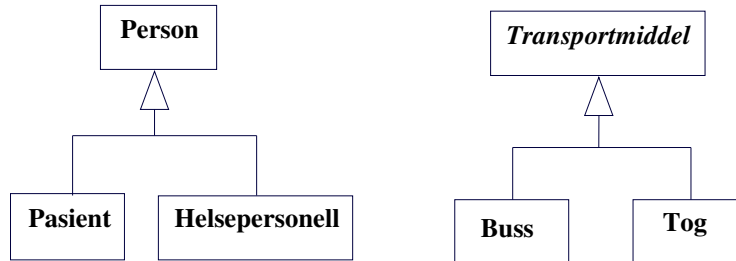 Person
Pasient
Helsepersonell
Transportmiddel
Buss
Tog